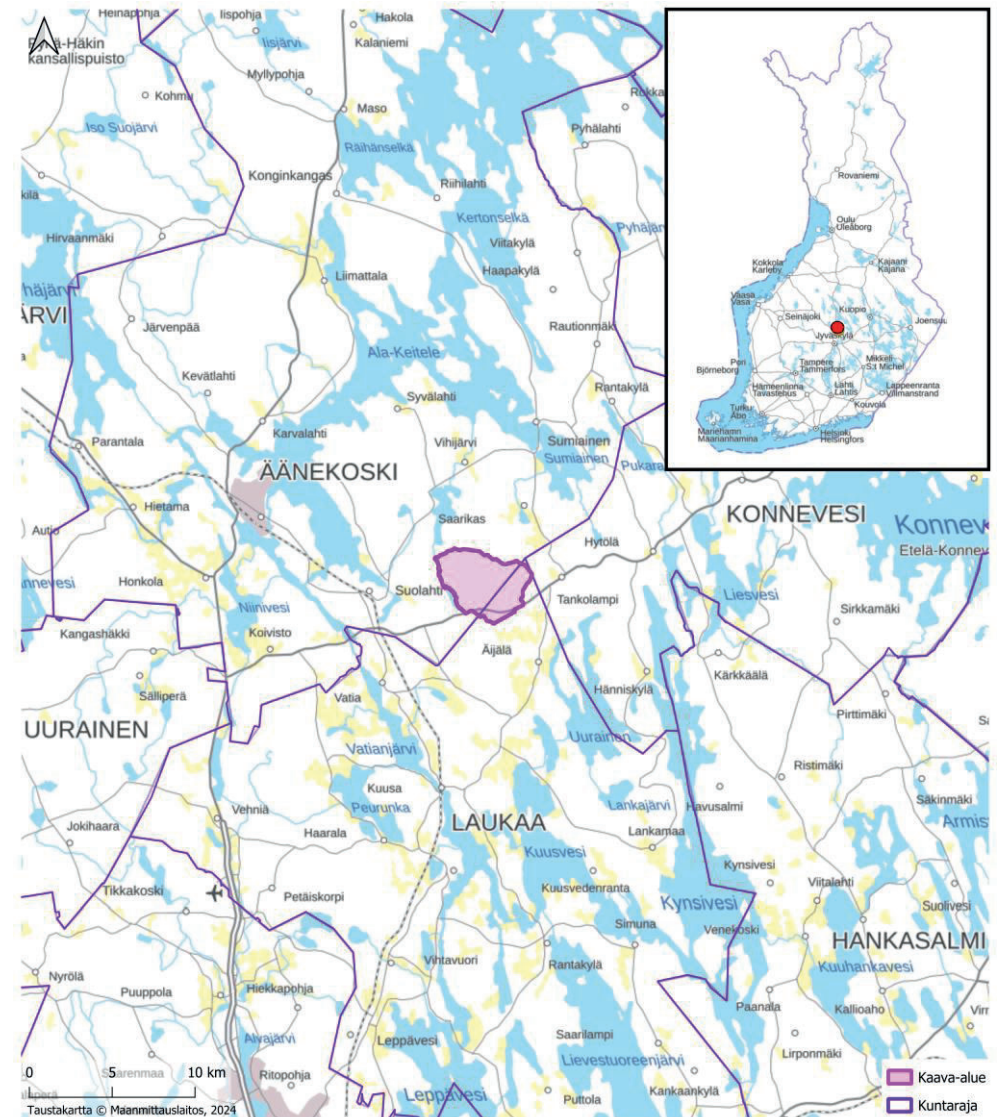 Heinäpohja
Iispohja
Hakola
Kalaniemi
Iisjärvi
kansallispuisto
Myllypohja
Kohmu
Maso
Iso Suojärvi
Pyhälahti
Räihänselkä
Konginkangas
Riihilahti
Kertonselkä
Hirvaanmäki
Viitakylä
Haapakylä
Liimattala
ÄRVI
Järvenpää
Rautionmäki
Ala-Keitele
Kevätlahti
Syvälahti
Rantakylä
Karvalahti
Parantala
Vihijärvi
Sumiainen
Sumiainen
ÄÄNEKOSKI
Hietama
Saarikas
KONNEVESI
Konnev
Etelä-Konnev
Hytölä
Honkola
Suolahti
Tankolampi
Liesvesi
Sirkkamäki
Niinivesi
Kangashäkki
Koivisto
Äijälä
Kärkkäälä
Sälliperä
Vatia
Hänniskylä
Pirttimäki
UURAINEN
Vatianjärvi
Uurainen
Ristimäki
Kuusa
Peurunka
Lankajärvi
Havusalmi
Säkinmäki
Vehniä
Armis
Jokihaara
Haarala
LAUKAA
Lankamaa
Kuusvesi
Kynsivesi
Tikkakoski
Petäiskorpi
Kuusvedenranta
Kynsivesi
Viitalahti
Suolivesi
Simuna
Venekoski
HANKASALMI
Nyrölä
Vihtavuori
Rantakylä
Kuuhankavesi
Puuppola
Hiekkapohja
Paanala
Kallioaho
Alvajärvi
Leppävesi
Saarilampi
Lirponmäki
Lievestuoreenjärvi
Ritopohja
Leppävesi
Puttola
Kankaankylä
0 5 10 km
Taustakartta © Maanmittauslaitos, 2024
Kaava-alue
Kuntaraja
Rovaniemi
Oulu
Uleåborg
Kokkola
Karleby
Kajaani
Kajana
Vaasa
Vasa
Seinäjoki
Kuopio
Joensuu
Jyväskylä
Pori
Björneborg
Tampere
Tammerfors
Mikkeli
S:t Michel
Hämeenlinna
Tavastehus
Lahti
Lahtis
Lappeenranta
Villmanstrand
Kouvola
Turku
Åbo
Mariehamn
Maarianhamina
Helsinki
Helsingfors